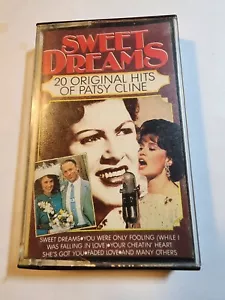 SWEET
DREAMS
20 ORIGINAL HITS
OF PATSY CLINE
SWEET DREAMS•YOU WERE ONLY FOOLING (WHILE I
WAS FALLING IN LOVE)•YOUR CHEATIN' HEART
SHE'S GOT YOU•FADED LOVE•AND MANY OTHERS